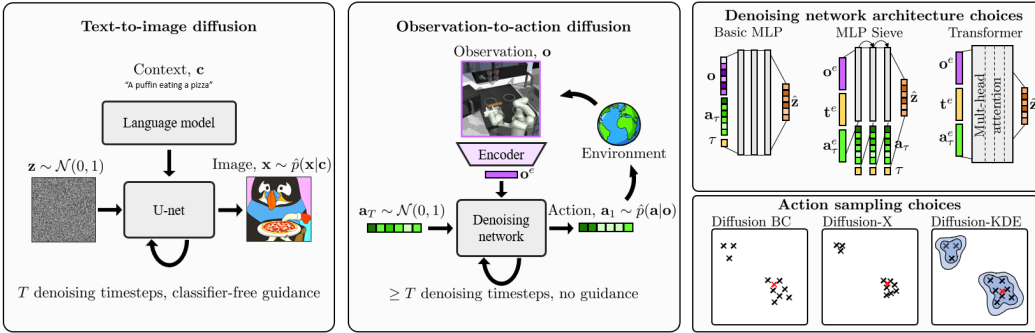 Text-to-image diffusion
Context, c
"A puffin eating a pizza"
Language model
z ∼ N(0, 1)
Image, x ∼ p̂(x|c)
U-net
T denoising timesteps, classifier-free guidance
Observation-to-action diffusion
Observation, o
Encoder
oᵉ
Environment
a_T ∼ N(0, 1)
Denoising
network
Action, a₁ ∼ p̂(a|o)
≥ T denoising timesteps, no guidance
Denoising network architecture choices
Basic MLP
MLP Sieve
Transformer
o
a_τ
τ
ẑ
oᵉ
tᵉ
a_τᵉ
ẑ
a_τ
τ
oᵉ
tᵉ
a_τᵉ
Mult-head
attention
ẑ
Action sampling choices
Diffusion BC
Diffusion-X
Diffusion-KDE